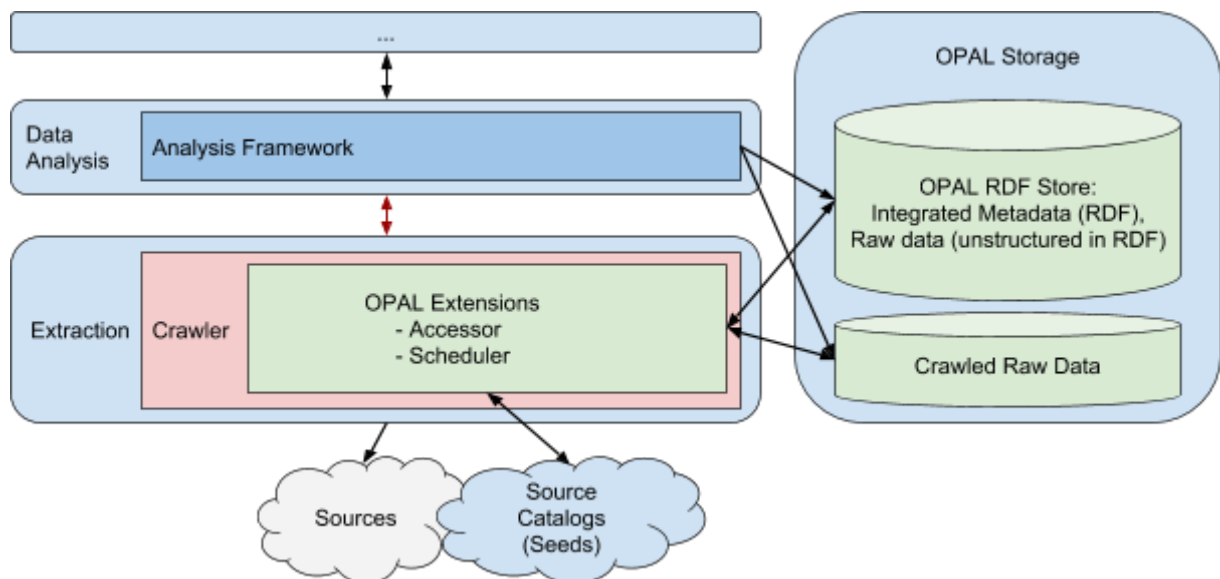 ...
Data
Analysis
Analysis Framework
OPAL Storage
OPAL RDF Store:
Integrated Metadata (RDF),
Raw data (unstructured in RDF)
Extraction
Crawler
OPAL Extensions
- Accessor
- Scheduler
Crawled Raw Data
Sources
Source
Catalogs
(Seeds)